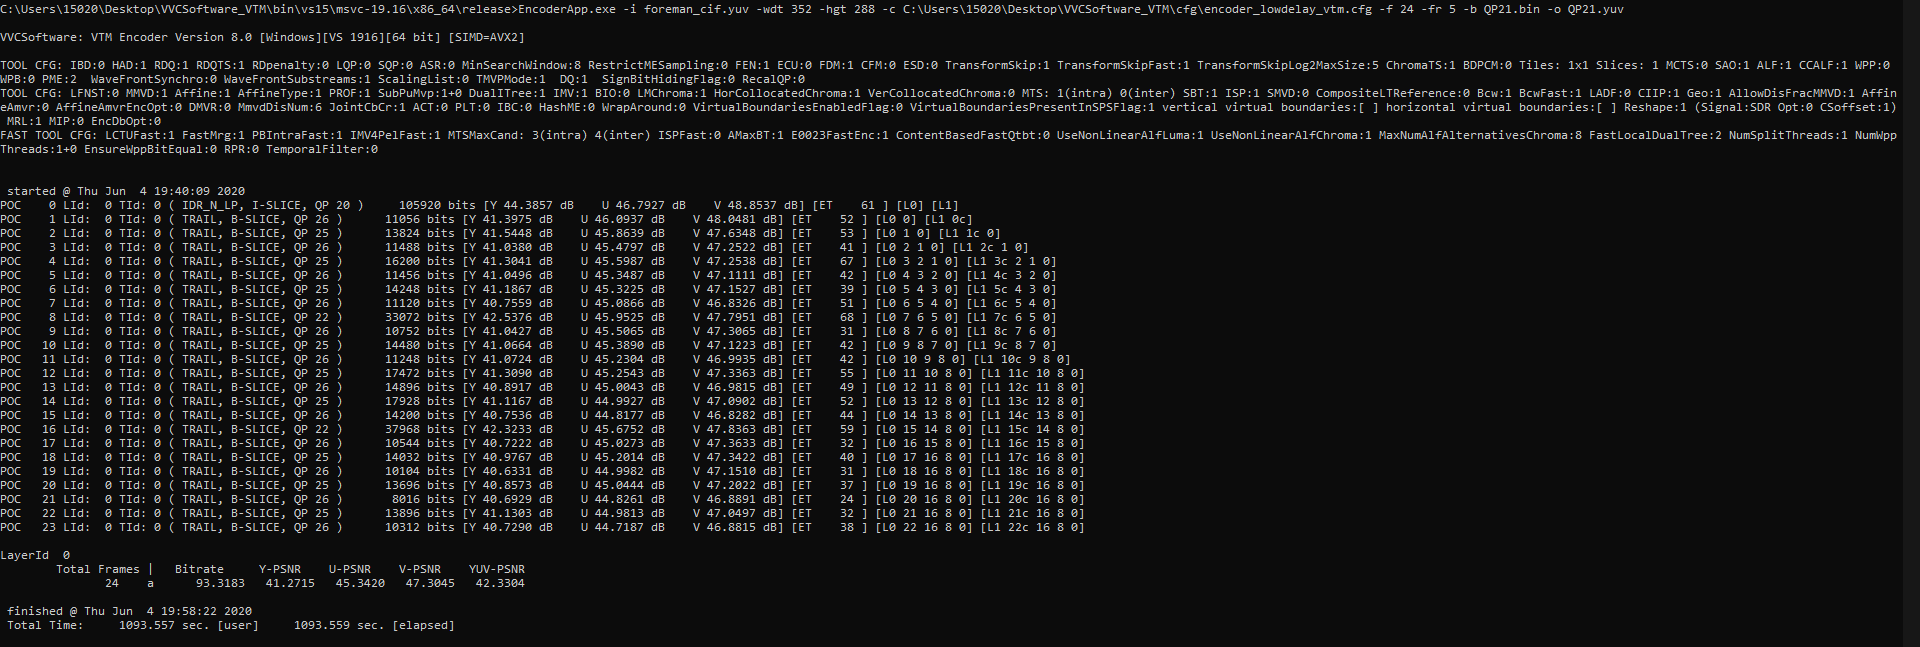 C:\Users\15020\Desktop\VVCSoftware_VTM\bin\vs15\msvc-19.16\x86_64\release>EncoderApp.exe -i foreman_cif.yuv -wdt 352 -hgt 288 -c C:\Users\15020\Desktop\VVCSoftware_VTM\cfg\encoder_lowdelay_vtm.cfg -f 24 -fr 5 -b QP21.bin -o QP21.yuv
VVCSoftware: VTM Encoder Version 8.0 [Windows][VS 1916][64 bit] [SIMD=AVX2]
TOOL CFG: IBD:0 HAD:1 RDQ:1 RDQTS:1 RDpenalty:0 LQP:0 SQP:0 ASR:0 MinSearchWindow:8 RestrictMESampling:0 FEN:1 ECU:0 FDM:1 CFM:0 ESD:0 TransformSkip:1 TransformSkipFast:1 TransformSkipLog2MaxSize:5 ChromaTS:1 BDPCM:0 Tiles: 1x1 Slices: 1 MCTS:0 SAO:1 ALF:1 CCALF:1 WPP:0
WPB:0 PME:2  WaveFrontSynchro:0 WaveFrontSubstreams:1 ScalingList:0 TMVPMode:1  DQ:1  SignBitHidingFlag:0 RecalQP:0
TOOL CFG: LFNST:0 MMVD:1 Affine:1 AffineType:1 PROF:1 SubPuMvp:1+0 DualITree:1 IMV:1 BIO:0 LMChroma:1 HorCollocatedChroma:1 VerCollocatedChroma:0 MTS: 1(intra) 0(inter) SBT:1 ISP:1 SMVD:0 CompositeLTReference:0 Bcw:1 BcwFast:1 LADF:0 CIIP:1 Geo:1 AllowDisFracMMVD:1 Affin
eAmvr:0 AffineAmvrEncOpt:0 DMVR:0 MmvdDisNum:6 JointCbCr:1 ACT:0 PLT:0 IBC:0 HashME:0 WrapAround:0 VirtualBoundariesEnabledFlag:0 VirtualBoundariesPresentInSPSFlag:1 vertical virtual boundaries:[ ] horizontal virtual boundaries:[ ] Reshape:1 (Signal:SDR Opt:0 CSoffset:1)
MRL:1 MIP:0 EncDbOpt:0
FAST TOOL CFG: LCTUFast:1 FastMrg:1 PBIntraFast:1 IMV4PelFast:1 MTSMaxCand: 3(intra) 4(inter) ISPFast:0 AMaxBT:1 E0023FastEnc:1 ContentBasedFastQtbt:0 UseNonLinearAlfLuma:1 UseNonLinearAlfChroma:1 MaxNumAlfAlternativesChroma:8 FastLocalDualTree:2 NumSplitThreads:1 NumWpp
Threads:1+0 EnsureWppBitEqual:0 RPR:0 TemporalFilter:0
started @ Thu Jun  4 19:40:09 2020
POC    0 LId:  0 TId: 0 ( IDR_N_LP, I-SLICE, QP 20 )     105920 bits [Y 44.3857 dB    U 46.7927 dB    V 48.8537 dB] [ET    61 ] [L0] [L1]
POC    1 LId:  0 TId: 0 ( TRAIL, B-SLICE, QP 26 )      11056 bits [Y 41.3975 dB    U 46.0937 dB    V 48.0481 dB] [ET    52 ] [L0 0] [L1 0c]
POC    2 LId:  0 TId: 0 ( TRAIL, B-SLICE, QP 25 )      13824 bits [Y 41.5448 dB    U 45.8639 dB    V 47.6348 dB] [ET    53 ] [L0 1 0] [L1 1c 0]
POC    3 LId:  0 TId: 0 ( TRAIL, B-SLICE, QP 26 )      11488 bits [Y 41.0380 dB    U 45.4797 dB    V 47.2522 dB] [ET    41 ] [L0 2 1 0] [L1 2c 1 0]
POC    4 LId:  0 TId: 0 ( TRAIL, B-SLICE, QP 25 )      16200 bits [Y 41.3041 dB    U 45.5987 dB    V 47.2538 dB] [ET    67 ] [L0 3 2 1 0] [L1 3c 2 1 0]
POC    5 LId:  0 TId: 0 ( TRAIL, B-SLICE, QP 26 )      11456 bits [Y 41.0496 dB    U 45.3487 dB    V 47.1111 dB] [ET    42 ] [L0 4 3 2 0] [L1 4c 3 2 0]
POC    6 LId:  0 TId: 0 ( TRAIL, B-SLICE, QP 25 )      14248 bits [Y 41.1867 dB    U 45.3225 dB    V 47.1527 dB] [ET    39 ] [L0 5 4 3 0] [L1 5c 4 3 0]
POC    7 LId:  0 TId: 0 ( TRAIL, B-SLICE, QP 26 )      11120 bits [Y 40.7559 dB    U 45.0866 dB    V 46.8326 dB] [ET    51 ] [L0 6 5 4 0] [L1 6c 5 4 0]
POC    8 LId:  0 TId: 0 ( TRAIL, B-SLICE, QP 22 )      33072 bits [Y 42.5376 dB    U 45.9525 dB    V 47.7951 dB] [ET    68 ] [L0 7 6 5 0] [L1 7c 6 5 0]
POC    9 LId:  0 TId: 0 ( TRAIL, B-SLICE, QP 26 )      10752 bits [Y 41.0427 dB    U 45.5065 dB    V 47.3065 dB] [ET    31 ] [L0 8 7 6 0] [L1 8c 7 6 0]
POC   10 LId:  0 TId: 0 ( TRAIL, B-SLICE, QP 25 )      14480 bits [Y 41.0664 dB    U 45.3890 dB    V 47.1223 dB] [ET    42 ] [L0 9 8 7 0] [L1 9c 8 7 0]
POC   11 LId:  0 TId: 0 ( TRAIL, B-SLICE, QP 26 )      11248 bits [Y 41.0724 dB    U 45.2304 dB    V 46.9935 dB] [ET    42 ] [L0 10 9 8 0] [L1 10c 9 8 0]
POC   12 LId:  0 TId: 0 ( TRAIL, B-SLICE, QP 25 )      17472 bits [Y 41.3090 dB    U 45.2543 dB    V 47.3363 dB] [ET    55 ] [L0 11 10 8 0] [L1 11c 10 8 0]
POC   13 LId:  0 TId: 0 ( TRAIL, B-SLICE, QP 26 )      14896 bits [Y 40.8917 dB    U 45.0043 dB    V 46.9815 dB] [ET    49 ] [L0 12 11 8 0] [L1 12c 11 8 0]
POC   14 LId:  0 TId: 0 ( TRAIL, B-SLICE, QP 25 )      17928 bits [Y 41.1167 dB    U 44.9927 dB    V 47.0902 dB] [ET    52 ] [L0 13 12 8 0] [L1 13c 12 8 0]
POC   15 LId:  0 TId: 0 ( TRAIL, B-SLICE, QP 26 )      14200 bits [Y 40.7536 dB    U 44.8177 dB    V 46.8282 dB] [ET    44 ] [L0 14 13 8 0] [L1 14c 13 8 0]
POC   16 LId:  0 TId: 0 ( TRAIL, B-SLICE, QP 22 )      37968 bits [Y 42.3233 dB    U 45.6752 dB    V 47.8363 dB] [ET    59 ] [L0 15 14 8 0] [L1 15c 14 8 0]
POC   17 LId:  0 TId: 0 ( TRAIL, B-SLICE, QP 26 )      10544 bits [Y 40.7222 dB    U 45.0273 dB    V 47.3633 dB] [ET    32 ] [L0 16 15 8 0] [L1 16c 15 8 0]
POC   18 LId:  0 TId: 0 ( TRAIL, B-SLICE, QP 25 )      14032 bits [Y 40.9767 dB    U 45.2014 dB    V 47.3422 dB] [ET    40 ] [L0 17 16 8 0] [L1 17c 16 8 0]
POC   19 LId:  0 TId: 0 ( TRAIL, B-SLICE, QP 26 )      10104 bits [Y 40.6331 dB    U 44.9982 dB    V 47.1510 dB] [ET    31 ] [L0 18 16 8 0] [L1 18c 16 8 0]
POC   20 LId:  0 TId: 0 ( TRAIL, B-SLICE, QP 25 )      13696 bits [Y 40.8573 dB    U 45.0444 dB    V 47.2022 dB] [ET    37 ] [L0 19 16 8 0] [L1 19c 16 8 0]
POC   21 LId:  0 TId: 0 ( TRAIL, B-SLICE, QP 26 )       8016 bits [Y 40.6929 dB    U 44.8261 dB    V 46.8891 dB] [ET    24 ] [L0 20 16 8 0] [L1 20c 16 8 0]
POC   22 LId:  0 TId: 0 ( TRAIL, B-SLICE, QP 25 )      13896 bits [Y 41.1303 dB    U 44.9813 dB    V 47.0497 dB] [ET    32 ] [L0 21 16 8 0] [L1 21c 16 8 0]
POC   23 LId:  0 TId: 0 ( TRAIL, B-SLICE, QP 26 )      10312 bits [Y 40.7290 dB    U 44.7187 dB    V 46.8815 dB] [ET    38 ] [L0 22 16 8 0] [L1 22c 16 8 0]
LayerId  0
Total Frames |   Bitrate     Y-PSNR    U-PSNR    V-PSNR    YUV-PSNR
24    a      93.3183   41.2715   45.3420   47.3045   42.3304
finished @ Thu Jun  4 19:58:22 2020
Total Time:     1093.557 sec. [user]     1093.559 sec. [elapsed]